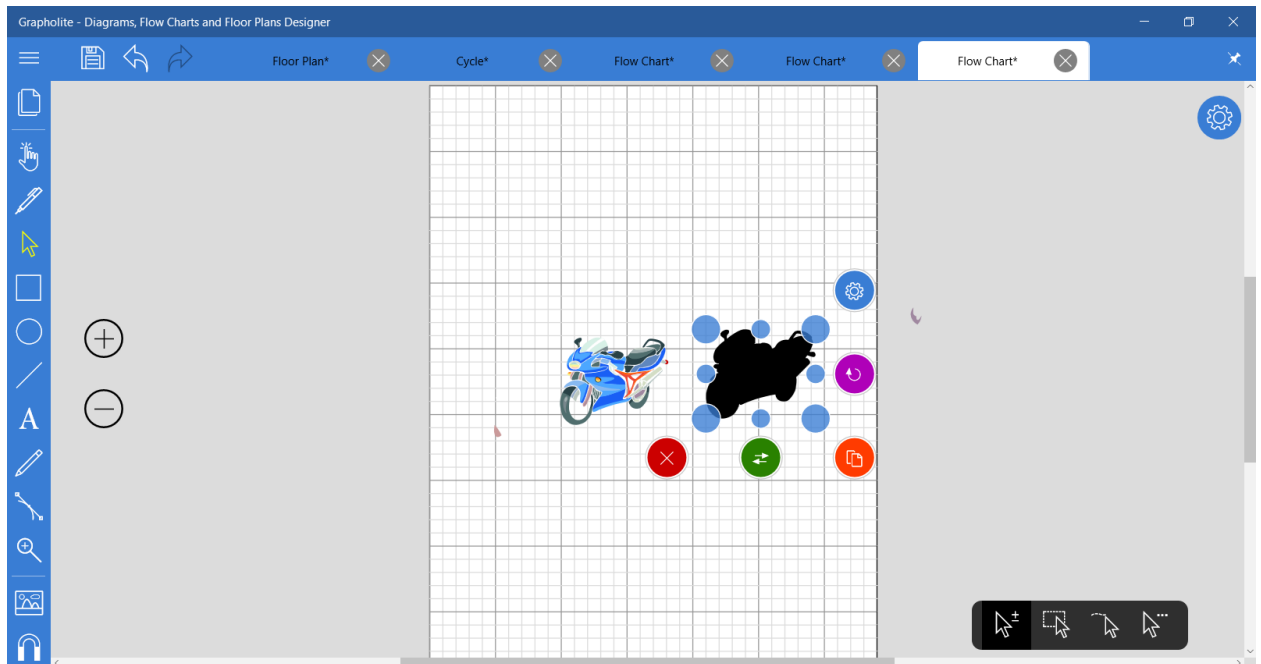 Grapholite - Diagrams, Flow Charts and Floor Plans Designer
Floor Plan* Cycle* Flow Chart* Flow Chart* Flow Chart*
A